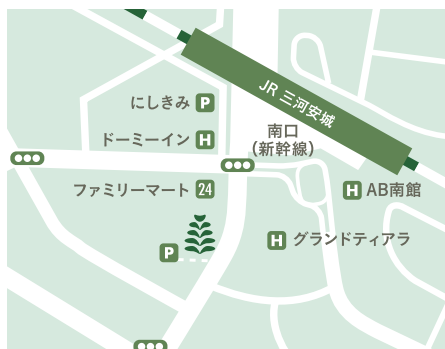 JR 三河安城
にしきみ P
ドーミーイン H
南口
(新幹線)
ファミリーマート 24
H AB南館
H グランドティアラ
P